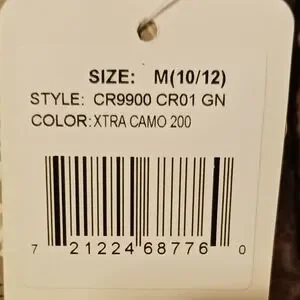 SIZE: M(10/12)
STYLE: CR9900 CR01 GN
COLOR:XTRA CAMO 200
7 21224 68776 0